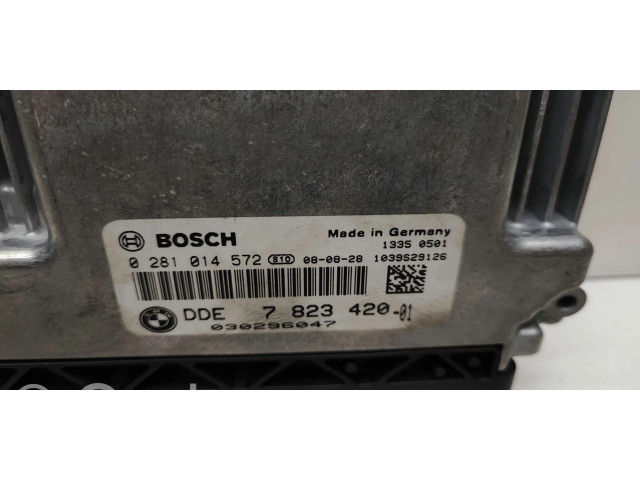 BOSCH
Made in Germany
1335 0501
0 281 014 572 810 08-08-28 1039S29126
DDE 7 823 420-01
030296047